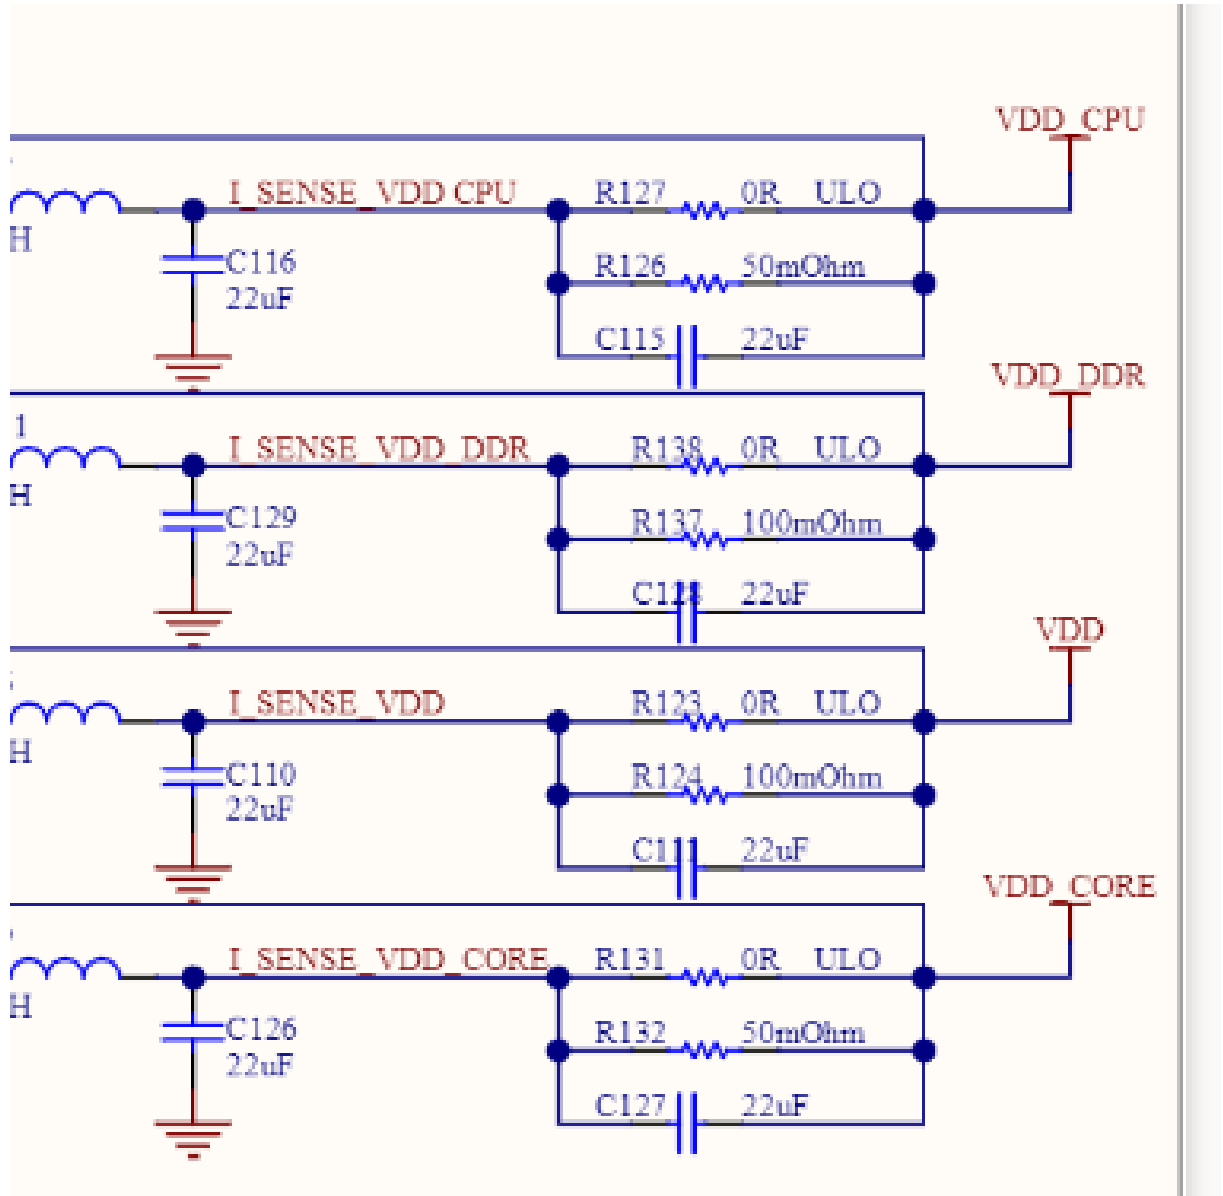 VDD_CPU
I_SENSE_VDD CPU
R127 0R ULO
H
C116
22uF
R126 50mOhm
C115 22uF
VDD_DDR
1
I_SENSE_VDD_DDR
R138 0R ULO
H
C129
22uF
R137 100mOhm
C128 22uF
VDD
I_SENSE_VDD
R123 0R ULO
H
C110
22uF
R124 100mOhm
C111 22uF
VDD_CORE
I_SENSE_VDD_CORE
R131 0R ULO
H
C126
22uF
R132 50mOhm
C127 22uF